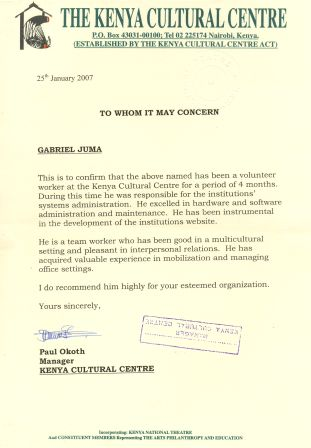 THE KENYA CULTURAL CENTRE
P.O. Box 43031-00100; Tel 02 225174 Nairobi, Kenya.
(ESTABLISHED BY THE KENYA CULTURAL CENTRE ACT)
25th January 2007
TO WHOM IT MAY CONCERN
GABRIEL JUMA
This is to confirm that the above named has been a volunteer
worker at the Kenya Cultural Centre for a period of 4 months.
During this time he was responsible for the institutions'
systems administration. He excelled in hardware and software
administration and maintenance. He has been instrumental
in the development of the institutions website.
He is a team worker who has been good in a multicultural
setting and pleasant in interpersonal relations. He has
acquired valuable experience in mobilization and managing
office settings.
I do recommend him highly for your esteemed organization.
Yours sincerely,
MANAGER
KENYA CULTURAL CENTRE
Paul Okoth
Manager
KENYA CULTURAL CENTRE
Incorporating: KENYA NATIONAL THEATRE
And CONSTITUENT MEMBERS Representing THE ARTS PHILANTHROPY AND EDUCATION